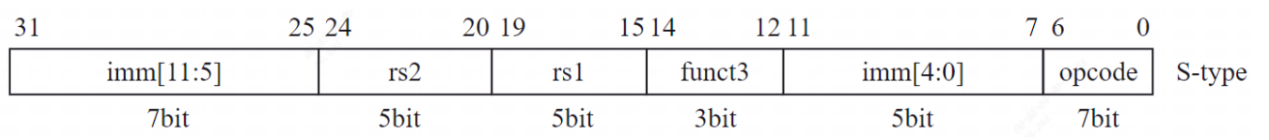 31 25 24 20 19 15 14 12 11 7 6 0
imm[11:5] rs2 rs1 funct3 imm[4:0] opcode S-type
7bit 5bit 5bit 3bit 5bit 7bit